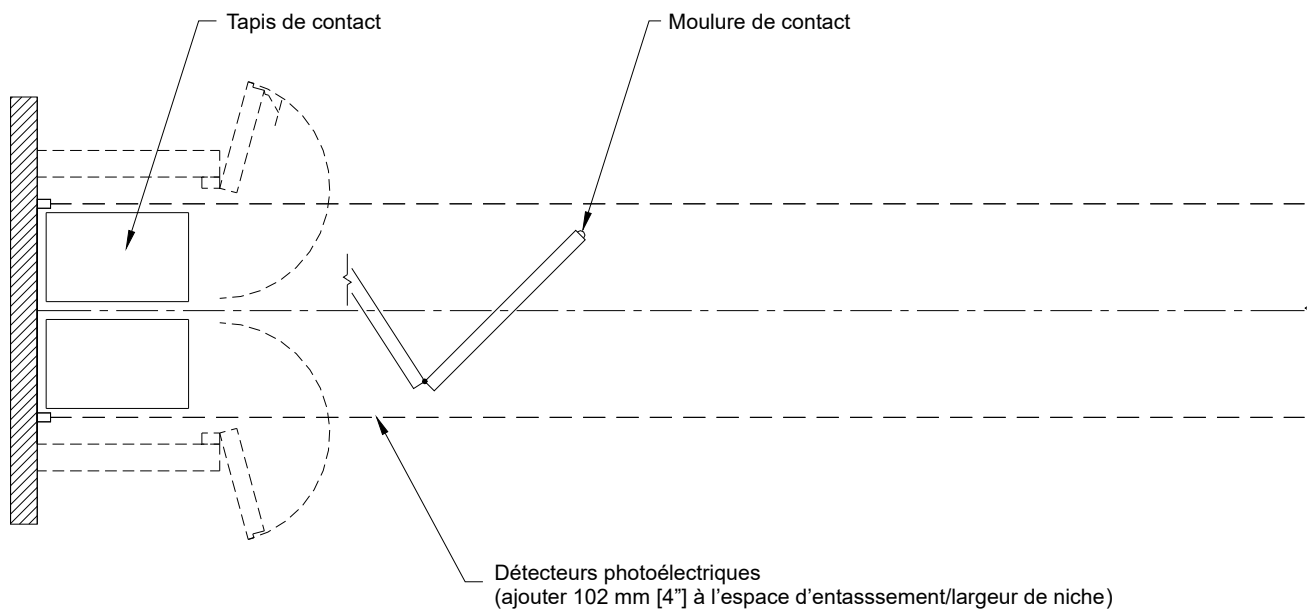 Tapis de contact
Moulure de contact
Détecteurs photoélectriques
(ajouter 102 mm [4”] à l’espace d’entasssement/largeur de niche)